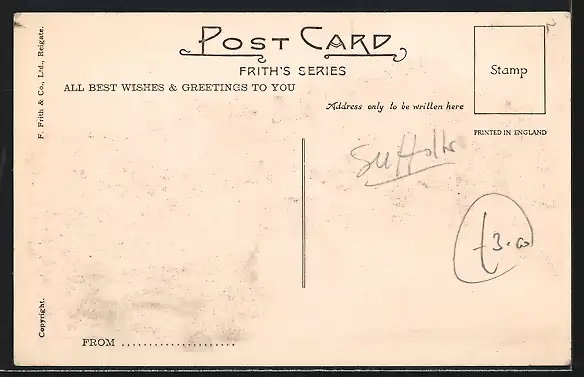 POST CARD
FRITH'S SERIES
ALL BEST WISHES & GREETINGS TO YOU
Address only to be written here
Stamp
PRINTED IN ENGLAND
F. Frith & Co., Ltd., Reigate.
Suffolk
£3.00
Copyright.
FROM ......................